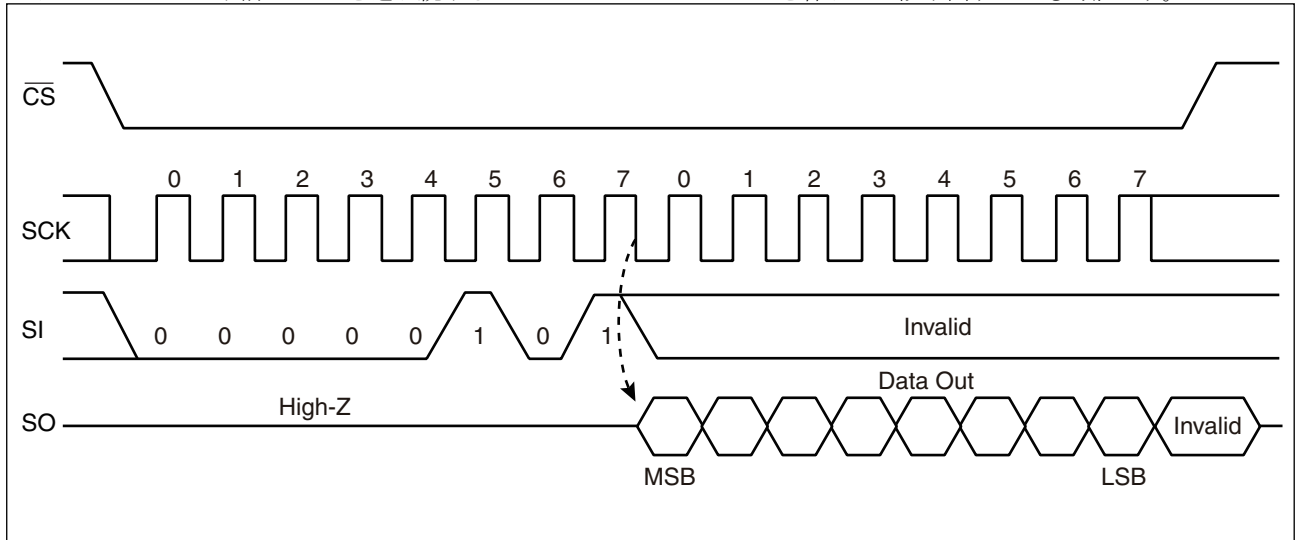 CS
0 1 2 3 4 5 6 7 0 1 2 3 4 5 6 7
SCK
SI
0 0 0 0 0 1 0 1
Invalid
Data Out
High-Z
SO
Invalid
MSB
LSB